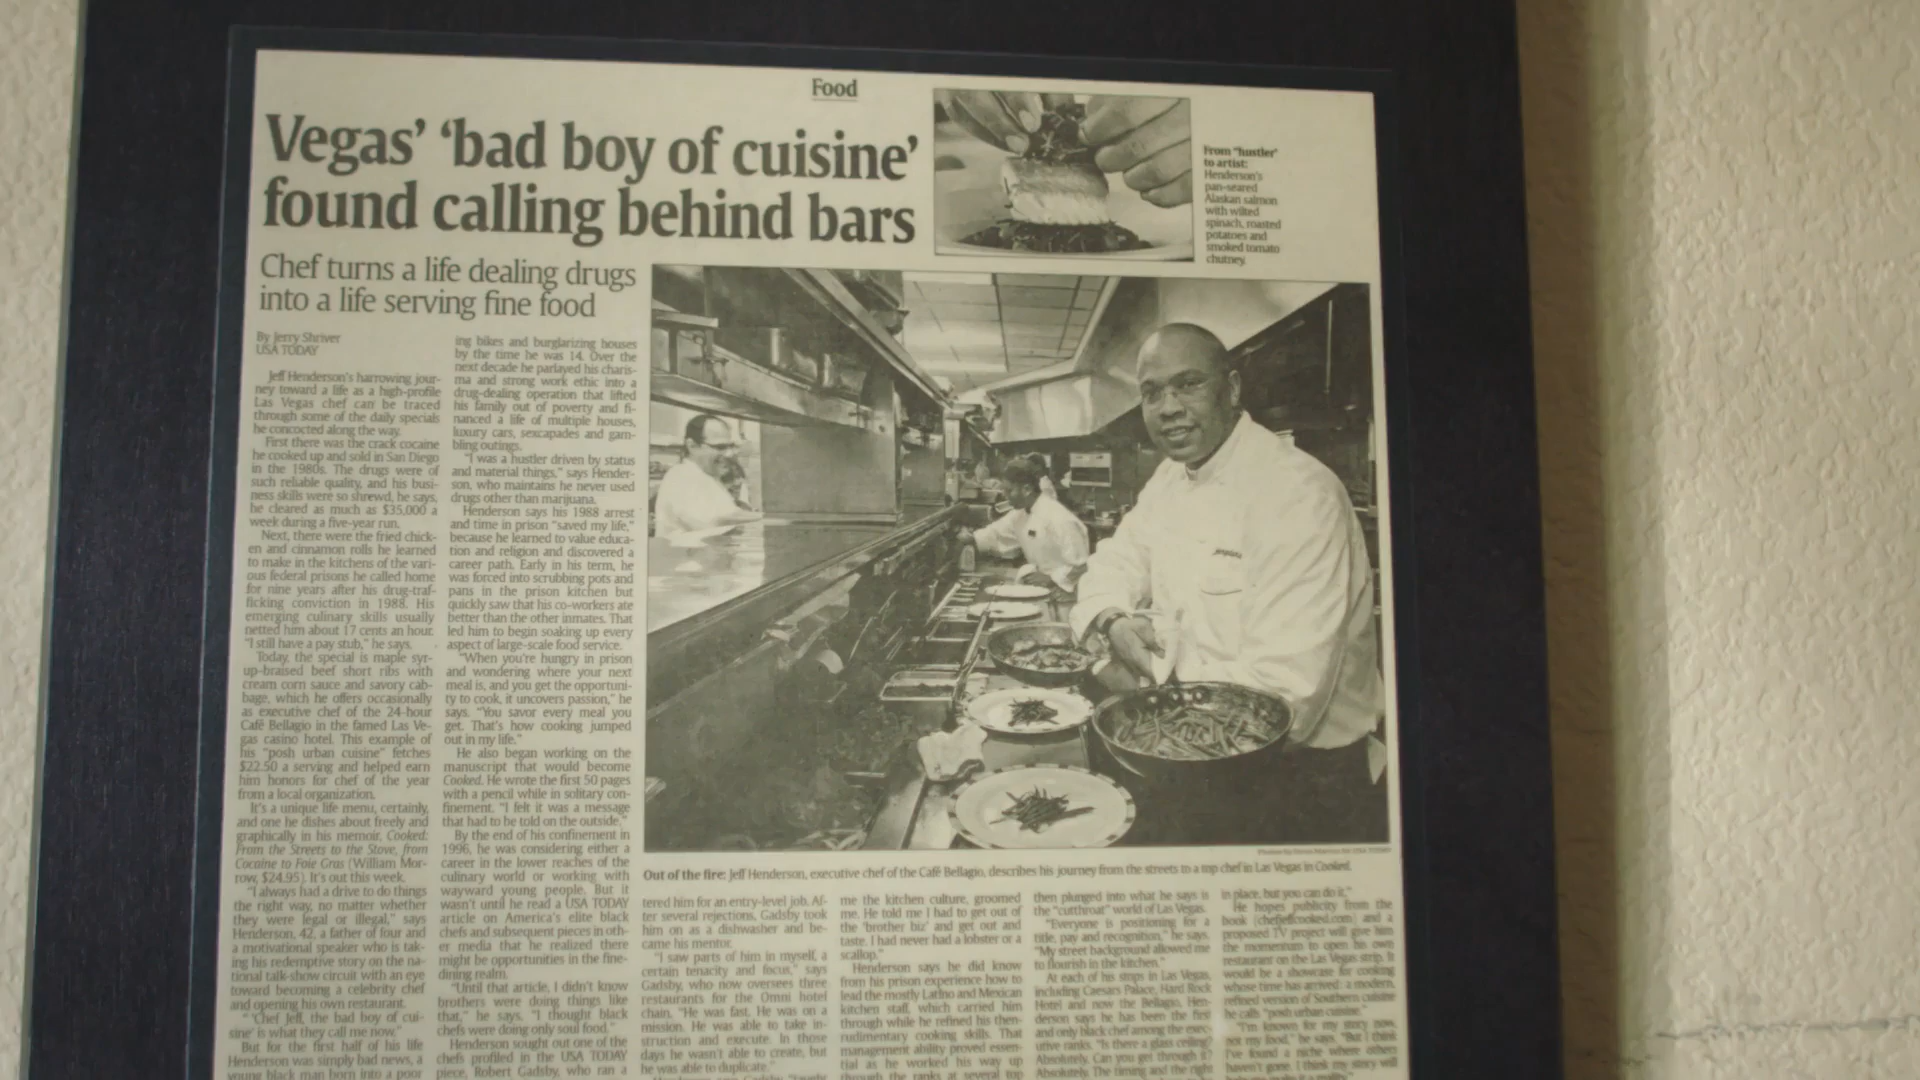 Food
Vegas' 'bad boy of cuisine'
found calling behind bars
Chef turns a life dealing drugs
into a life serving fine food
From "hustler"
to artist:
Henderson's
pan-seared
Alaskan salmon
with wilted
spinach, roasted
potatoes and
smoked tomato
chutney.
By Jerry Shriver
USA TODAY
Jeff Henderson's harrowing jour-
ney toward a life as a high-profile
Las Vegas chef can be traced
through some of the daily specials
he concocted along the way.
First there was the crack cocaine
he cooked up and sold in San Diego
in the 1980s. The drugs were of
such reliable quality, and his busi-
ness skills were so shrewd, he says,
he cleared as much as $35,000 a
week during a five-year run.
Next, there were the fried chick-
en and cinnamon rolls he learned
to make in the kitchens of the vari-
ous federal prisons he called home
for nine years after his drug-traf-
ficking conviction in 1988. His
emerging culinary skills usually
netted him about 17 cents an hour.
"I still have a pay stub," he says.
Today, the special is maple syr-
up-braised beef short ribs with
cream corn sauce and savory cab-
bage, which he offers occasionally
as executive chef of the 24-hour
Café Bellagio in the famed Las Ve-
gas casino hotel. This example of
his "posh urban cuisine" fetches
$22.50 a serving and helped earn
him honors for chef of the year
from a local organization.
It's a unique life menu, certainly,
and one he dishes about freely and
graphically in his memoir, Cooked:
From the Streets to the Stove, from
Cocaine to Foie Gras (William Mor-
row, $24.95). It's out this week.
"I always had a drive to do things
the right way, no matter whether
they were legal or illegal," says
Henderson, 42, a father of four and
a motivational speaker who is tak-
ing his redemptive story on the na-
tional talk-show circuit with an eye
toward becoming a celebrity chef
and opening his own restaurant.
"'Chef Jeff, the bad boy of cui-
sine' is what they call me now."
But for the first half of his life
Henderson was simply bad news, a
young black man born into a poor
ing bikes and burglarizing houses
by the time he was 14. Over the
next decade he parlayed his charis-
ma and strong work ethic into a
drug-dealing operation that lifted
his family out of poverty and fi-
nanced a life of multiple houses,
luxury cars, sexcapades and gam-
bling outings.
"I was a hustler driven by status
and material things," says Hender-
son, who maintains he never used
drugs other than marijuana.
Henderson says his 1988 arrest
and time in prison "saved my life,"
because he learned to value educa-
tion and religion and discovered a
career path. Early in his term, he
was forced into scrubbing pots and
pans in the prison kitchen but
quickly saw that his co-workers ate
better than the other inmates. That
led him to begin soaking up every
aspect of large-scale food service.
"When you're hungry in prison
and wondering where your next
meal is, and you get the opportuni-
ty to cook, it uncovers passion," he
says. "You savor every meal you
get. That's how cooking jumped
out in my life."
He also began working on the
manuscript that would become
Cooked. He wrote the first 50 pages
with a pencil while in solitary con-
finement. "I felt it was a message
that had to be told on the outside."
By the end of his confinement in
1996, he was considering either a
career in the lower reaches of the
culinary world or working with
wayward young people. But it
wasn't until he read a USA TODAY
article on America's elite black
chefs and subsequent pieces in oth-
er media that he realized there
might be opportunities in the fine-
dining realm.
"Until that article, I didn't know
brothers were doing things like
that," he says. "I thought black
chefs were doing only soul food."
Henderson sought out one of the
chefs profiled in the USA TODAY
piece, Robert Gadsby, who ran a
Out of the fire: Jeff Henderson, executive chef of the Café Bellagio, describes his journey from the streets to a top chef in Las Vegas in Cooked.
tered him for an entry-level job. Af-
ter several rejections, Gadsby took
him on as a dishwasher and be-
came his mentor.
"I saw parts of him in myself, a
certain tenacity and focus," says
Gadsby, who now oversees three
restaurants for the Omni hotel
chain. "He was fast. He was on a
mission. He was able to take in-
struction and execute. In those
days he wasn't able to create, but
he was able to duplicate."
me the kitchen culture, groomed
me. He told me I had to get out of
the 'brother biz' and get out and
taste. I had never had a lobster or a
scallop."
Henderson says he did know
from his prison experience how to
lead the mostly Latino and Mexican
kitchen staff, which carried him
through while he refined his then-
rudimentary cooking skills. That
management ability proved essen-
tial as he worked his way up
through the ranks at several top
then plunged into what he says is
the "cutthroat" world of Las Vegas.
"Everyone is positioning for a
title, pay and recognition," he says.
"My street background allowed me
to flourish in the kitchen."
At each of his stops in Las Vegas,
including Caesars Palace, Hard Rock
Hotel and now the Bellagio, Hen-
derson says he has been the first
and only black chef among the exec-
utive ranks. "Is there a glass ceiling?
Absolutely. Can you get through it?
Absolutely. The timing and the right
in place, but you can do it."
He hopes publicity from the
book (chefjeffcooked.com) and a
proposed TV project will give him
the momentum to open his own
restaurant on the Las Vegas strip. It
would be a showcase for cooking
whose time has arrived: a modern,
refined version of Southern cuisine
he calls "posh urban cuisine."
"I'm known for my story now,
not my food," he says. "But I think
I've found a niche where others
haven't gone. I think my story will